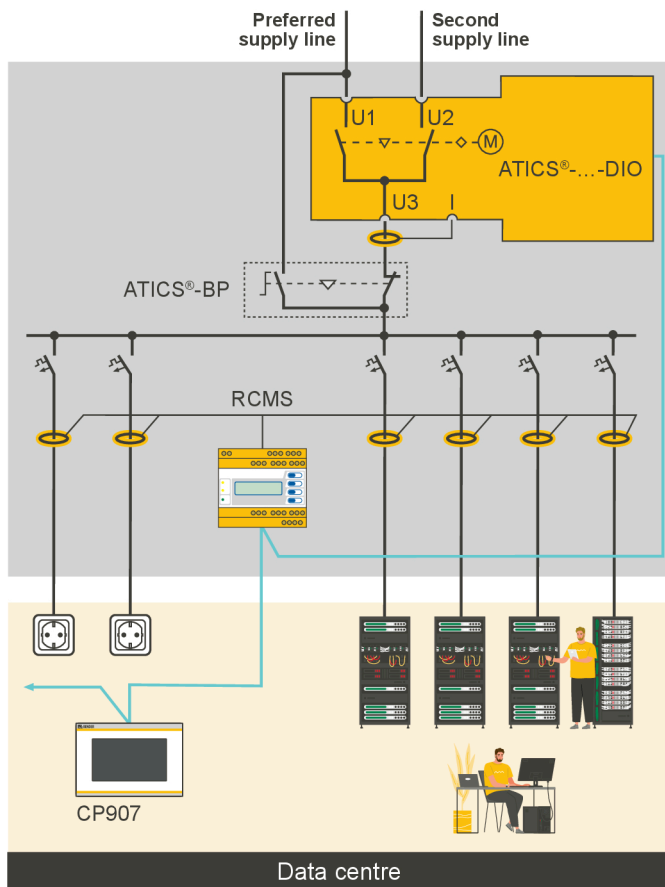 Preferred
supply line
Second
supply line
U1
U2
M
ATICS®-...-DIO
U3
I
ATICS®-BP
RCMS
CP907
Data centre